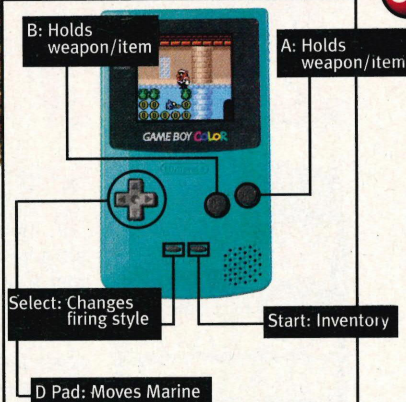 B: Holds
weapon/item
A: Holds
weapon/item
GAME BOY COLOR
Select: Changes
firing style
Start: Inventory
D Pad: Moves Marine